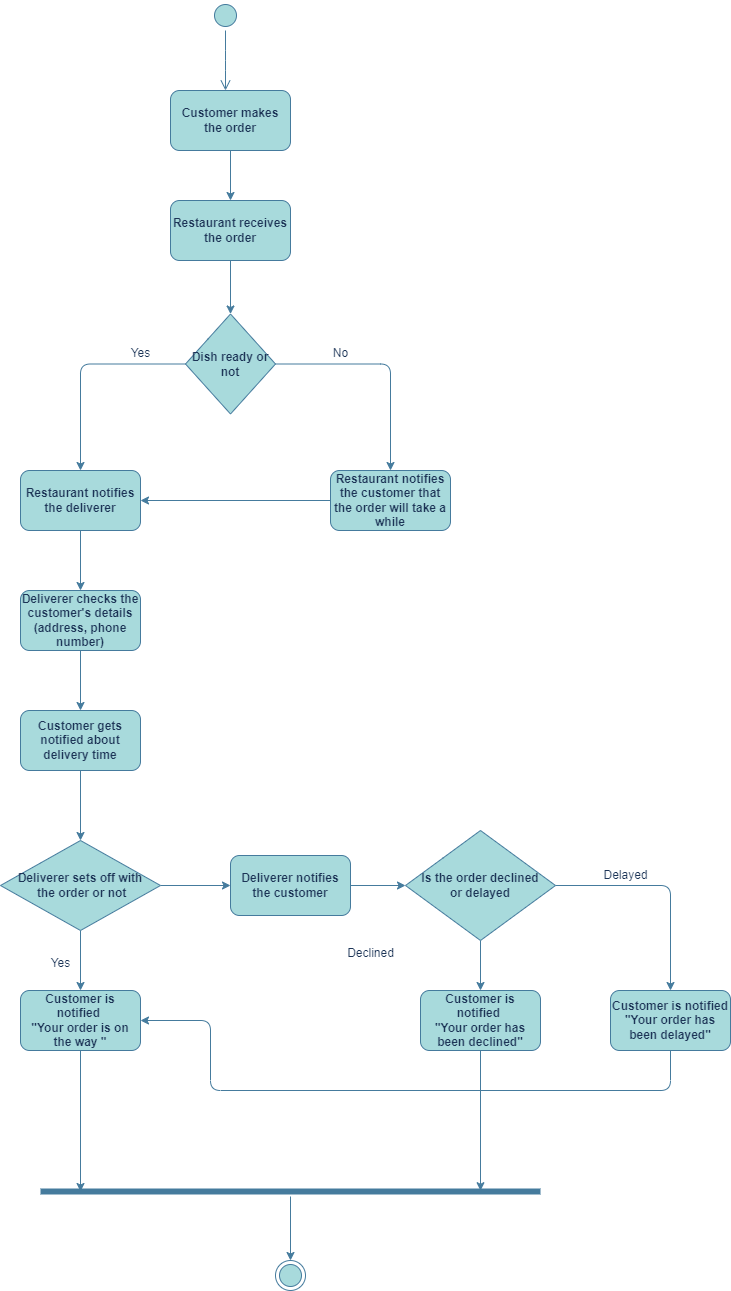 Customer makes
the order
Restaurant receives
the order
Dish ready or
not
Yes
No
Restaurant notifies
the deliverer
Restaurant notifies
the customer that
the order will take a
while
Deliverer checks the
customer's details
(address, phone
number)
Customer gets
notified about
delivery time
Deliverer sets off with
the order or not
Deliverer notifies
the customer
Is the order declined
or delayed
Delayed
Yes
Declined
Customer is
notified
"Your order is on
the way "
Customer is
notified
"Your order has
been declined"
Customer is notified
"Your order has
been delayed"